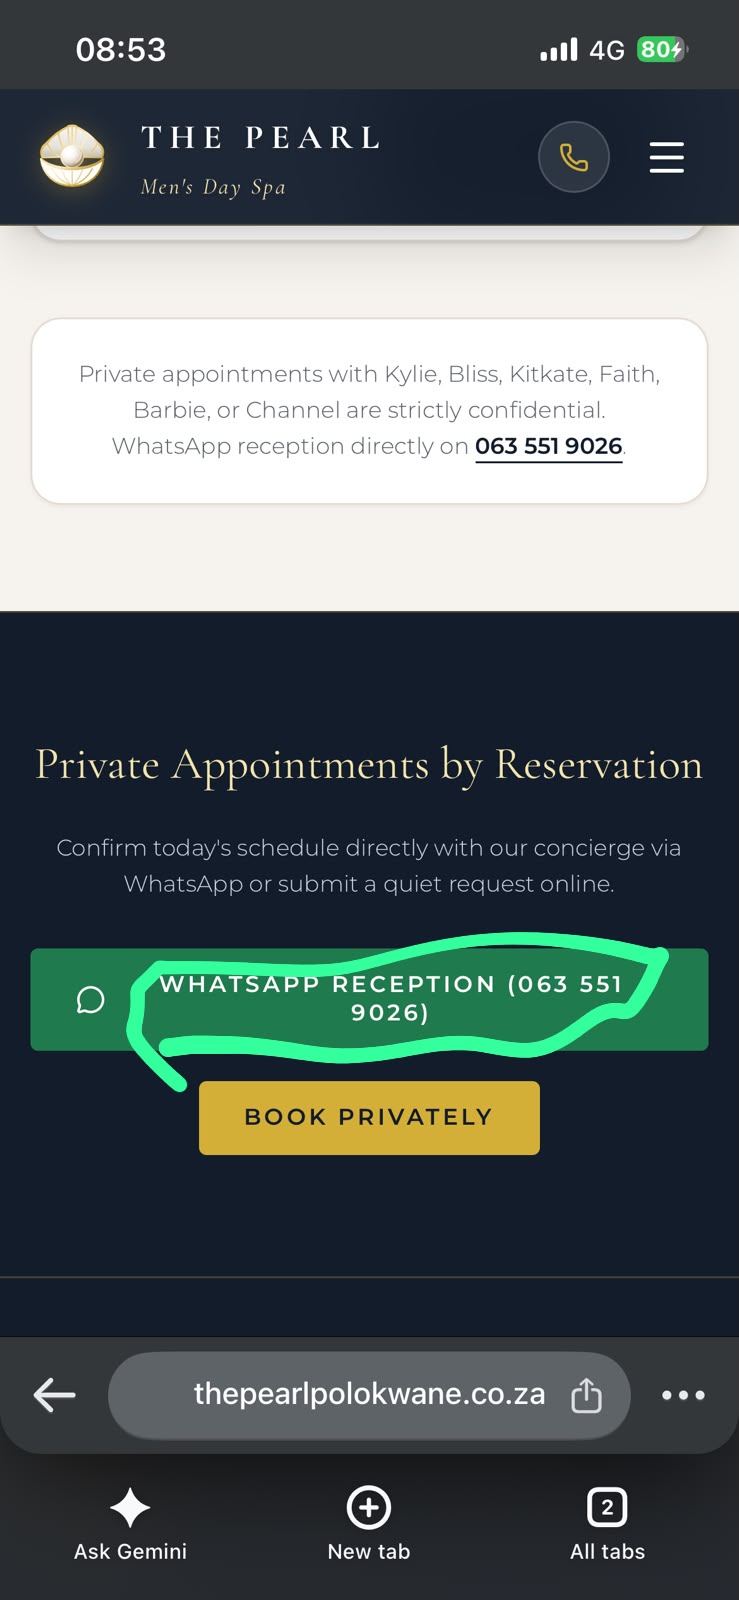 08:53
4G
80
THE PEARL
Men's Day Spa
Private appointments with Kylie, Bliss, Kitkate, Faith,
Barbie, or Channel are strictly confidential.
WhatsApp reception directly on 063 551 9026.
Private Appointments by Reservation
Confirm today's schedule directly with our concierge via
WhatsApp or submit a quiet request online.
WHATSAPP RECEPTION (063 551
9026)
BOOK PRIVATELY
thepearlpolokwane.co.za
2
Ask Gemini
New tab
All tabs